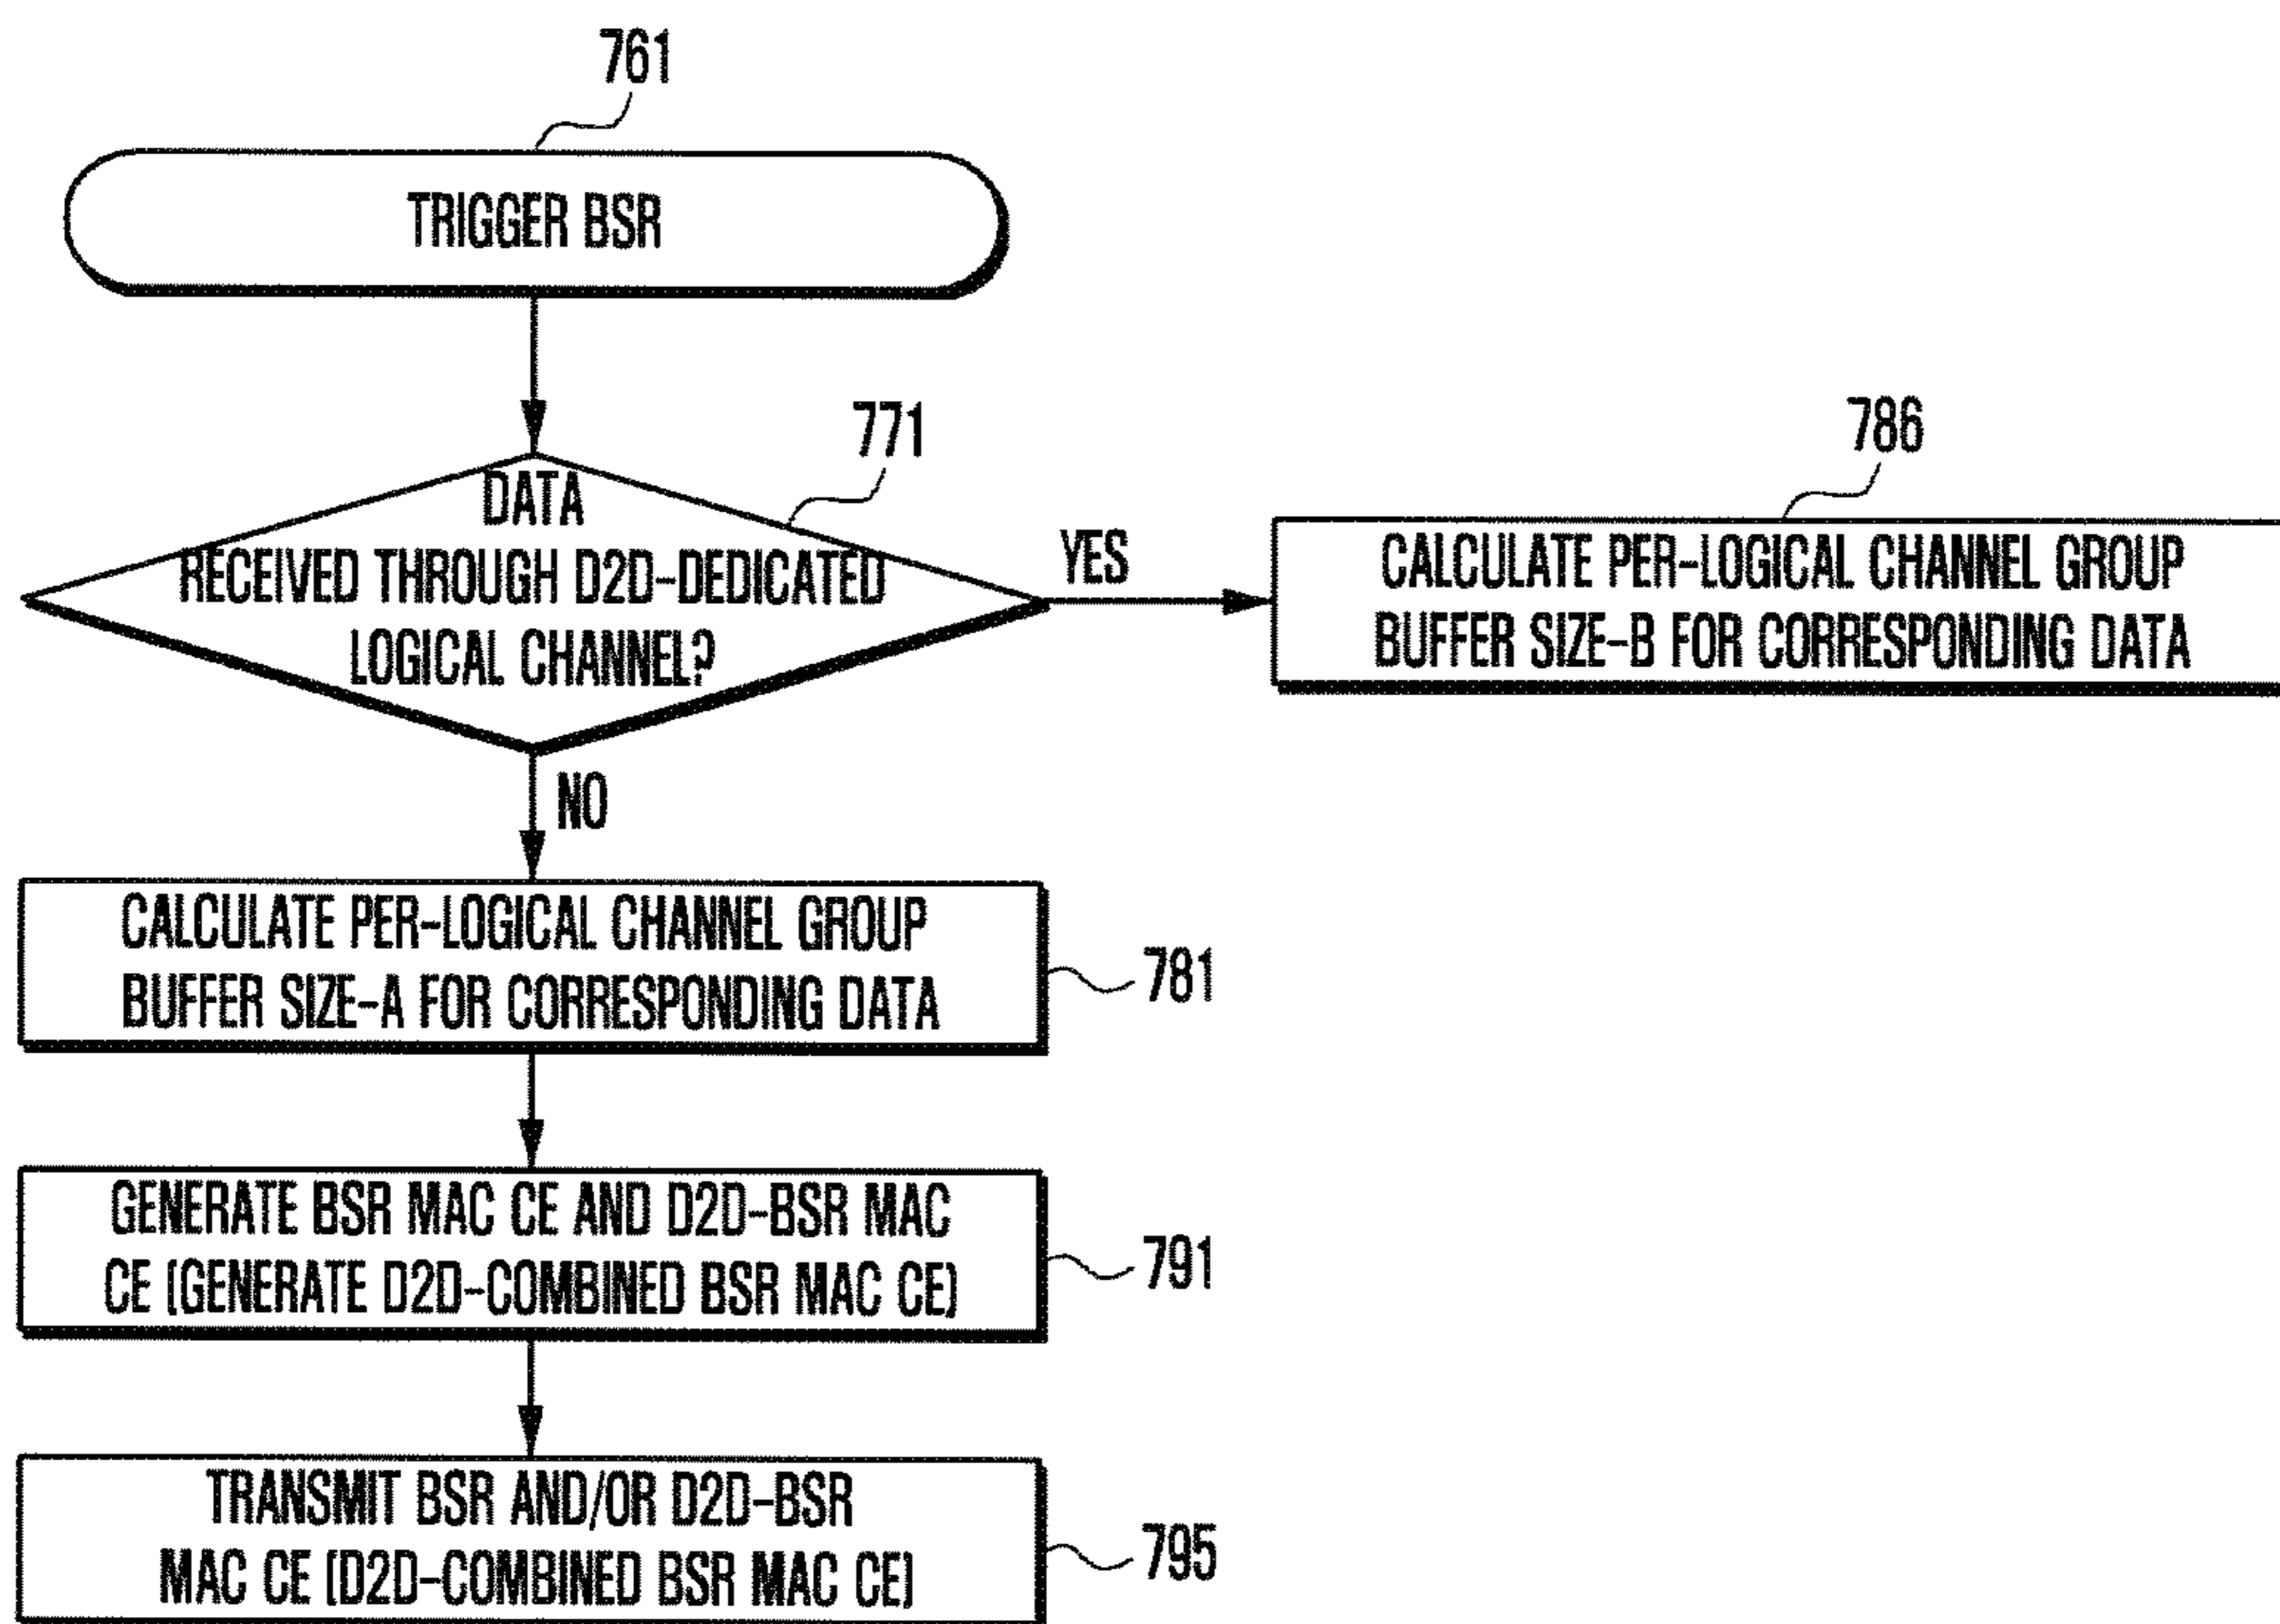 761
TRIGGER BSR
771
DATA
RECEIVED THROUGH D2D-DEDICATED
LOGICAL CHANNEL?
YES
786
CALCULATE PER-LOGICAL CHANNEL GROUP
BUFFER SIZE-B FOR CORRESPONDING DATA
NO
CALCULATE PER-LOGICAL CHANNEL GROUP
BUFFER SIZE-A FOR CORRESPONDING DATA
781
GENERATE BSR MAC CE AND D2D-BSR MAC
CE (GENERATE D2D-COMBINED BSR MAC CE)
791
TRANSMIT BSR AND/OR D2D-BSR
MAC CE (D2D-COMBINED BSR MAC CE)
795